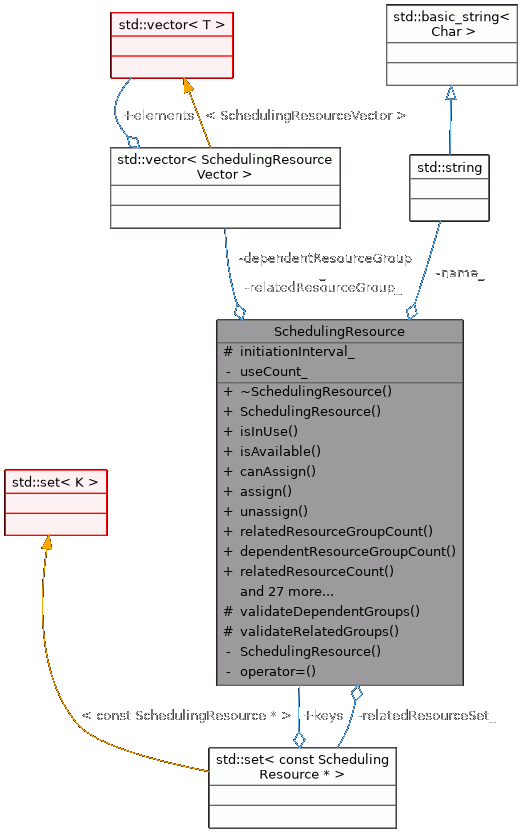 std::vector< T >
std::basic_string<
Char >
+elements
< SchedulingResourceVector >
std::vector< SchedulingResource
Vector >
std::string
-dependentResourceGroup
_
-relatedResourceGroup_
-name_
SchedulingResource
# initiationInterval_
- useCount_
+ ~SchedulingResource()
+ SchedulingResource()
+ isInUse()
+ isAvailable()
+ canAssign()
+ assign()
+ unassign()
+ relatedResourceGroupCount()
+ dependentResourceGroupCount()
+ relatedResourceCount()
and 27 more...
# validateDependentGroups()
# validateRelatedGroups()
- SchedulingResource()
- operator=()
std::set< K >
< const SchedulingResource * >
+keys
-relatedResourceSet_
std::set< const Scheduling
Resource * >